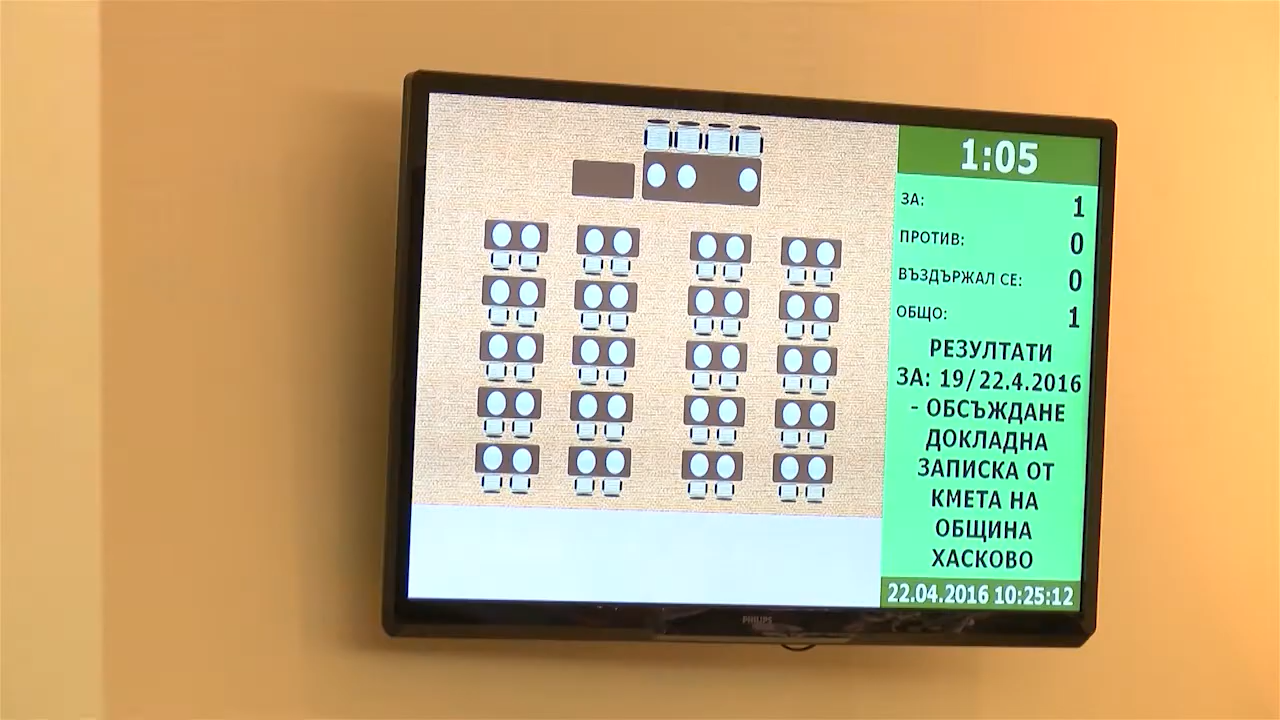 1:05
ЗА: 1
ПРОТИВ: 0
ВЪЗДЪРЖАЛ СЕ: 0
ОБЩО: 1
РЕЗУЛТАТИ
ЗА: 19/22.4.2016
- ОБСЪЖДАНЕ
ДОКЛАДНА
ЗАПИСКА ОТ
КМЕТА НА
ОБЩИНА
ХАСКОВО
22.04.2016 10:25:12
PHILIPS